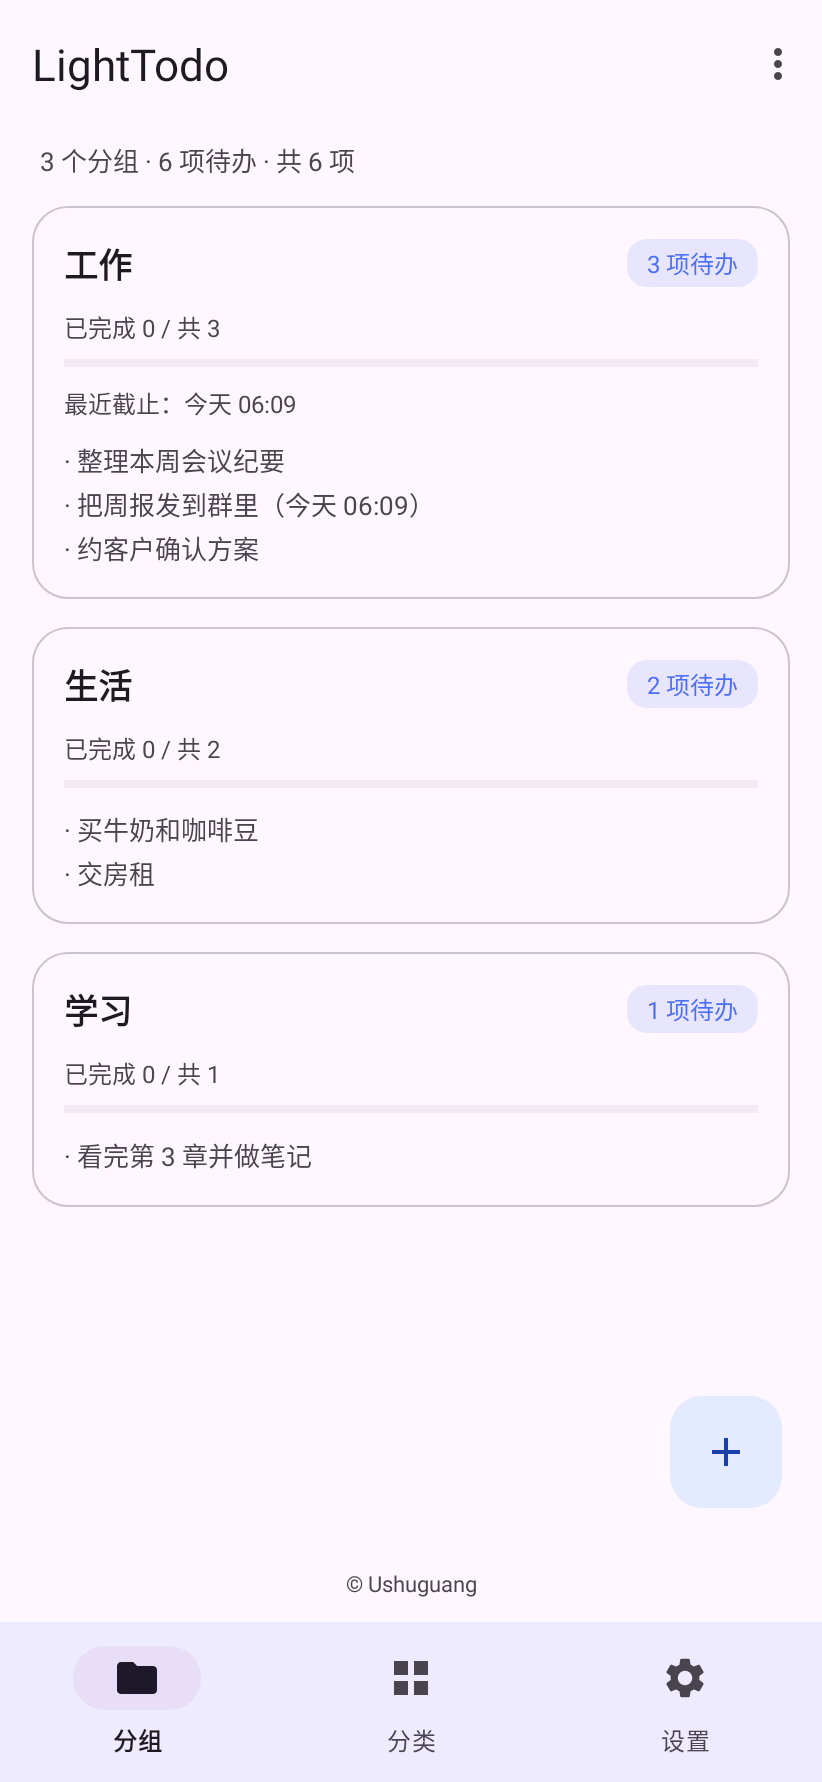 LightTodo
3 个分组 · 6 项待办 · 共 6 项
工作
3 项待办
已完成 0 / 共 3
最近截止：今天 06:09
· 整理本周会议纪要
· 把周报发到群里（今天 06:09）
· 约客户确认方案
生活
2 项待办
已完成 0 / 共 2
· 买牛奶和咖啡豆
· 交房租
学习
1 项待办
已完成 0 / 共 1
· 看完第 3 章并做笔记
© Ushuguang
分组
分类
设置